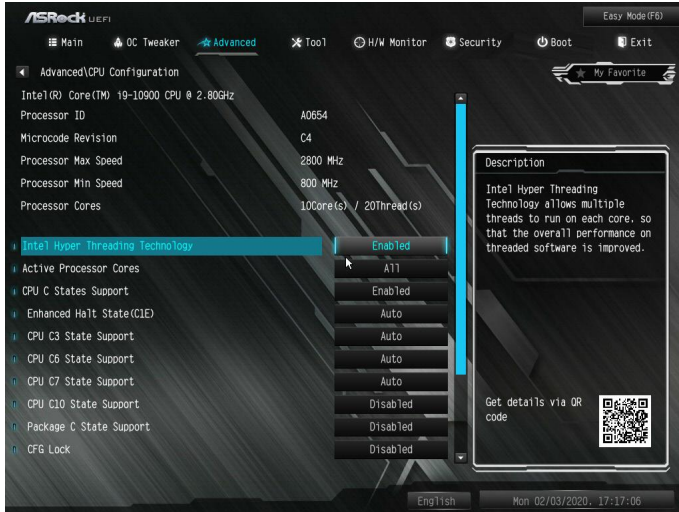 ASRock UEFI
Easy Mode(F6)
Main OC Tweaker Advanced Tool H/W Monitor Security Boot Exit
Advanced\CPU Configuration
My Favorite
Intel(R) Core(TM) i9-10900 CPU @ 2.80GHz
Processor ID A0654
Microcode Revision C4
Processor Max Speed 2800 MHz
Processor Min Speed 800 MHz
Processor Cores 10Core(s) / 20Thread(s)
Intel Hyper Threading Technology Enabled
Active Processor Cores All
CPU C States Support Enabled
Enhanced Halt State(C1E) Auto
CPU C3 State Support Auto
CPU C6 State Support Auto
CPU C7 State Support Auto
CPU C10 State Support Disabled
Package C State Support Disabled
CFG Lock Disabled
Description
Intel Hyper Threading
Technology allows multiple
threads to run on each core, so
that the overall performance on
threaded software is improved.
Get details via QR
code
English
Mon 02/03/2020. 17:17:06